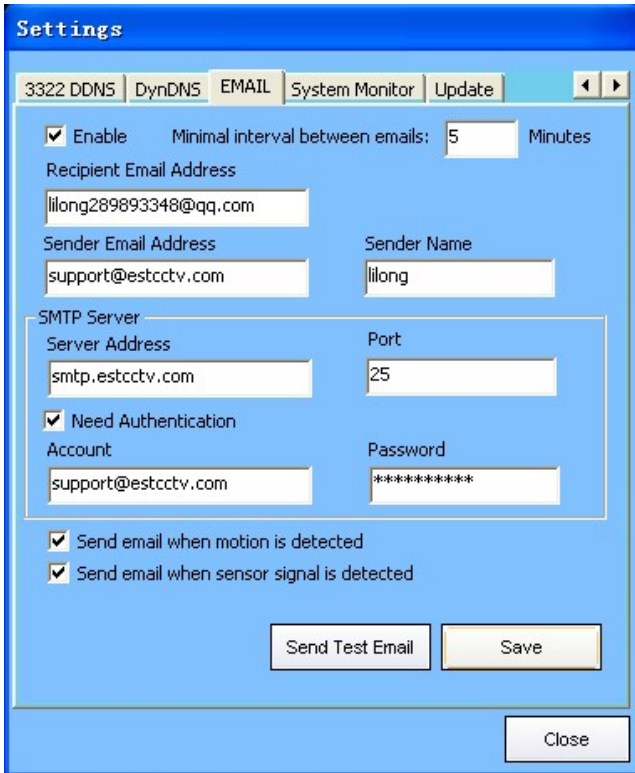 Settings
3322 DDNS DynDNS EMAIL System Monitor Update
Enable Minimal interval between emails: 5 Minutes
Recipient Email Address
lilong289893348@qq.com
Sender Email Address Sender Name
support@estcctv.com lilong
SMTP Server
Server Address Port
smtp.estcctv.com 25
Need Authentication
Account Password
support@estcctv.com **********
Send email when motion is detected
Send email when sensor signal is detected
Send Test Email Save
Close